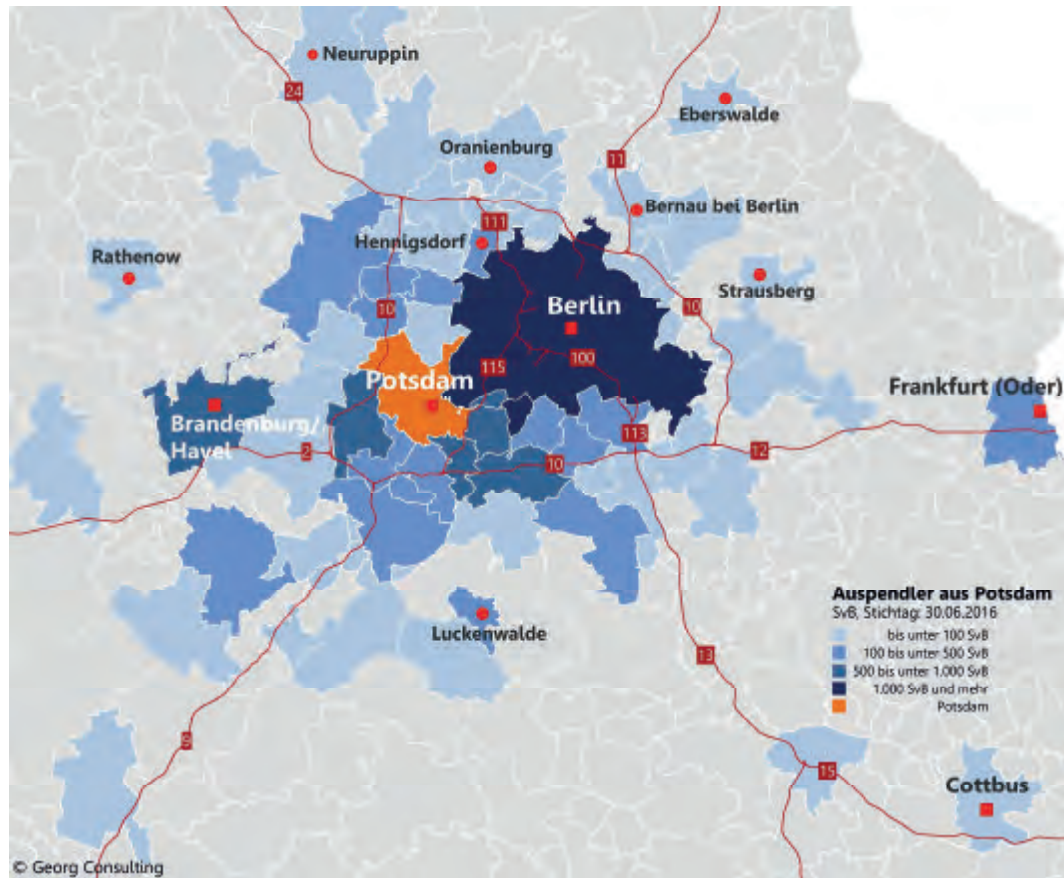 Neuruppin
24
Eberswalde
Oranienburg
11
Bernau bei Berlin
111
Hennigsdorf
Rathenow
Strausberg
Berlin
10
10
100
115
Potsdam
Frankfurt (Oder)
Brandenburg/
Havel
113
2
12
10
Luckenwalde
Auspendler aus Potsdam
SvB, Stichtag: 30.06.2016
bis unter 100 SvB
100 bis unter 500 SvB
500 bis unter 1.000 SvB
1.000 SvB und mehr
Potsdam
13
9
15
Cottbus
© Georg Consulting